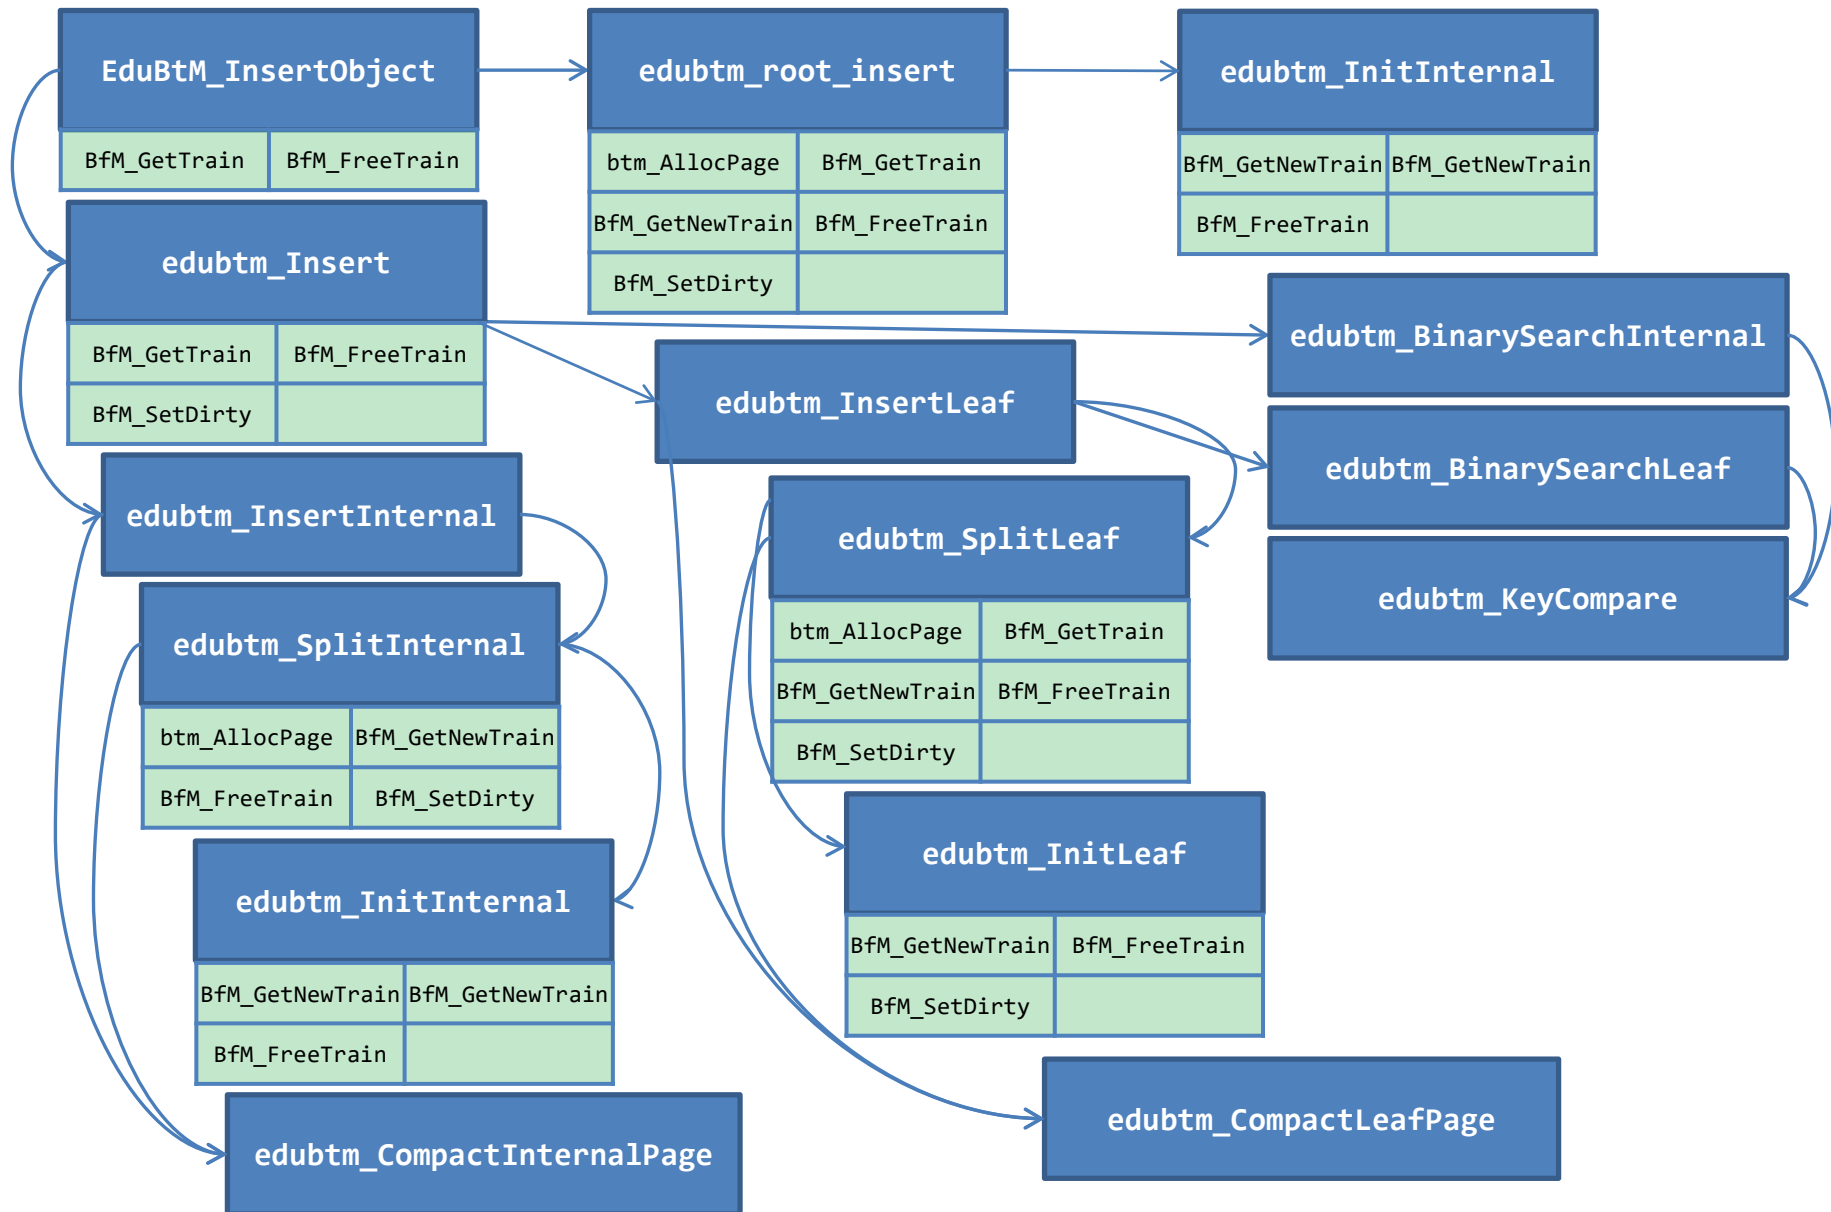 EduBtM_InsertObject
BfM_GetTrain BfM_FreeTrain
edubtm_root_insert
btm_AllocPage BfM_GetTrain
BfM_GetNewTrain BfM_FreeTrain
BfM_SetDirty
edubtm_InitInternal
BfM_GetNewTrain BfM_GetNewTrain
BfM_FreeTrain
edubtm_Insert
BfM_GetTrain BfM_FreeTrain
BfM_SetDirty
edubtm_BinarySearchInternal
edubtm_InsertLeaf
edubtm_BinarySearchLeaf
edubtm_InsertInternal
edubtm_SplitLeaf
btm_AllocPage BfM_GetTrain
BfM_GetNewTrain BfM_FreeTrain
BfM_SetDirty
edubtm_KeyCompare
edubtm_SplitInternal
btm_AllocPage BfM_GetNewTrain
BfM_FreeTrain BfM_SetDirty
edubtm_InitLeaf
BfM_GetNewTrain BfM_FreeTrain
BfM_SetDirty
edubtm_InitInternal
BfM_GetNewTrain BfM_GetNewTrain
BfM_FreeTrain
edubtm_CompactLeafPage
edubtm_CompactInternalPage